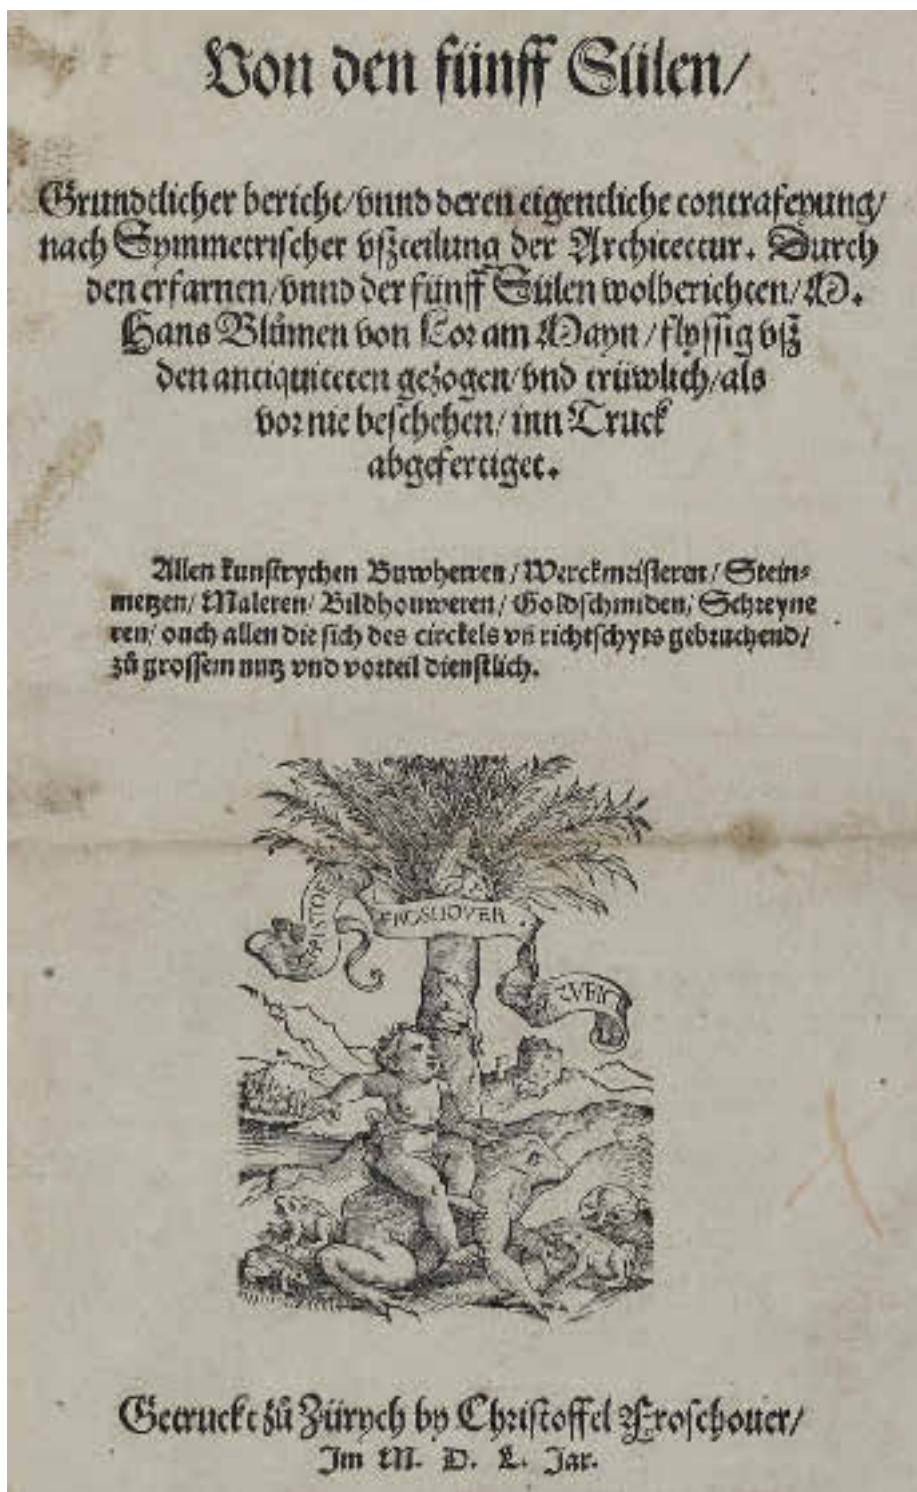 Von den fünff Sülen/
Grundtlicher bericht/vnnd deren eigentliche contrafeyung/
nach Symmetrischer vßteilung der Architectur. Durch
den erfarnen/vnnd der fünff Sülen wolberichten/M.
Hans Blůmen von Lor am Mayn/flyssig vß
den antiquiteten gezogen/vnd trüwlich/als
vor nie beschehen/inn Truck
abgefertiget.
Allen kunstrychen Buwherren/Werckmeisteren/Stein-
metzen/Maleren/Bildhouweren/Goldschmiden/Schreyne
ren/ouch allen die sich des circkels vñ richtschyts gebruchend/
zů grossem nutz vnd vorteil dienstlich.
FROSHOVER
ZVRIC
Getruckt zů Zürych by Christoffel Froschouer/
Im M. D. L. Jar.